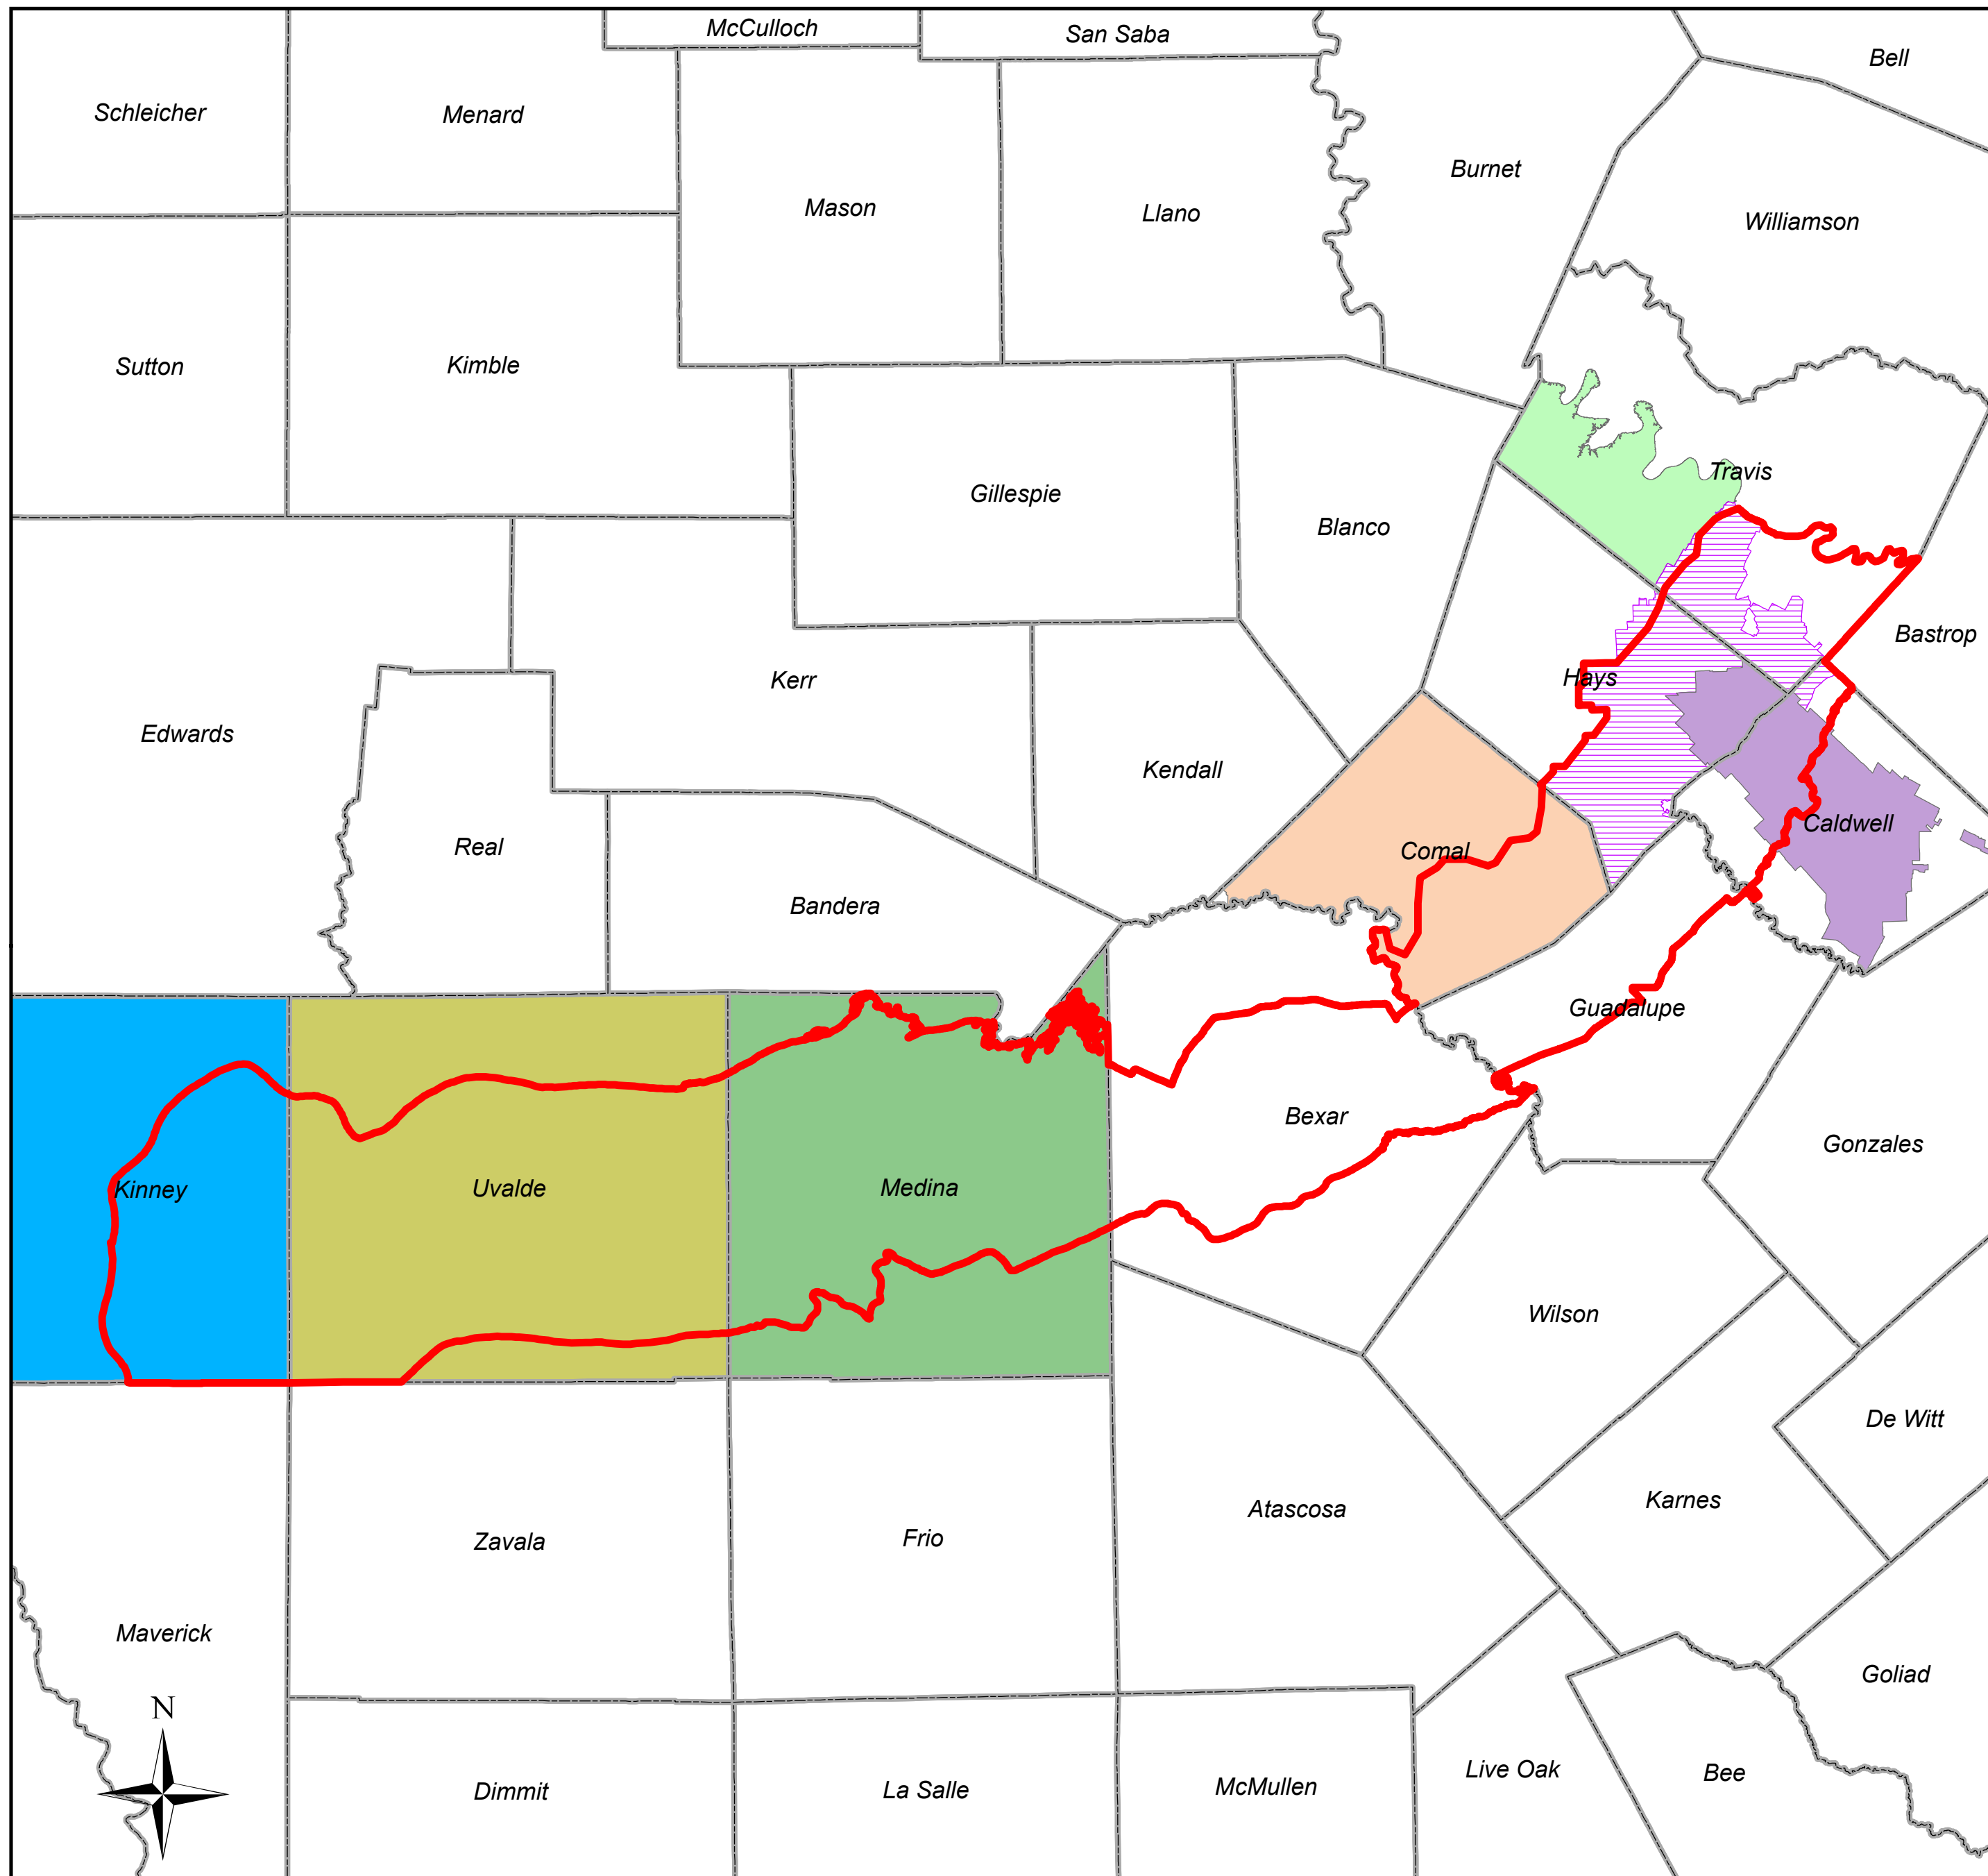 McCulloch
San Saba
Bell
Schleicher
Menard
Burnet
Mason
Llano
Williamson
Sutton
Kimble
Travis
Gillespie
Blanco
Bastrop
Hays
Kerr
Edwards
Kendall
Caldwell
Real
Comal
Bandera
Guadalupe
Bexar
Gonzales
Kinney
Uvalde
Medina
Wilson
De Witt
Karnes
Atascosa
Zavala
Frio
Maverick
Goliad
N
Live Oak
Bee
Dimmit
La Salle
McMullen